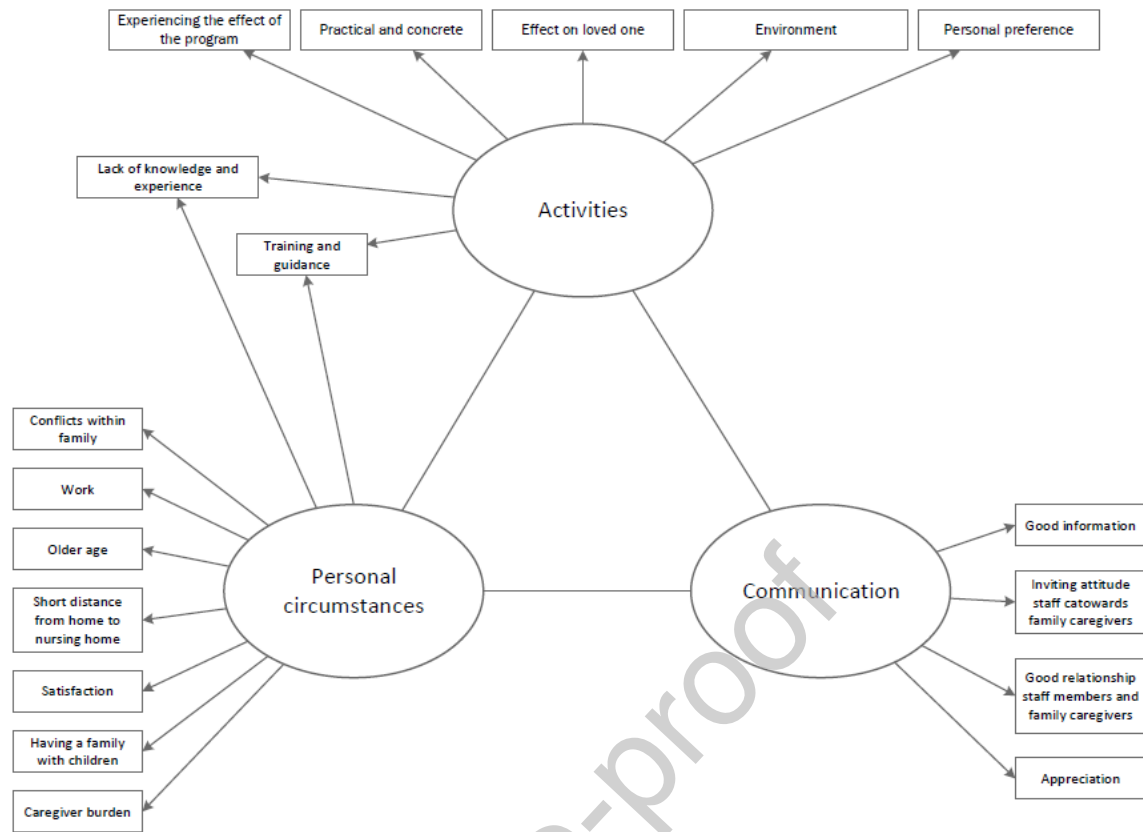 Experiencing the effect of
the program
Practical and concrete
Effect on loved one
Environment
Personal preference
Lack of knowledge and
experience
Activities
Training and
guidance
Conflicts within
family
Work
Older age
Short distance
from home to
nursing home
Satisfaction
Having a family
with children
Caregiver burden
Personal
circumstances
Communication
Good information
Inviting attitude
staff catowards
family caregivers
Good relationship
staff members and
family caregivers
Appreciation
e-proof